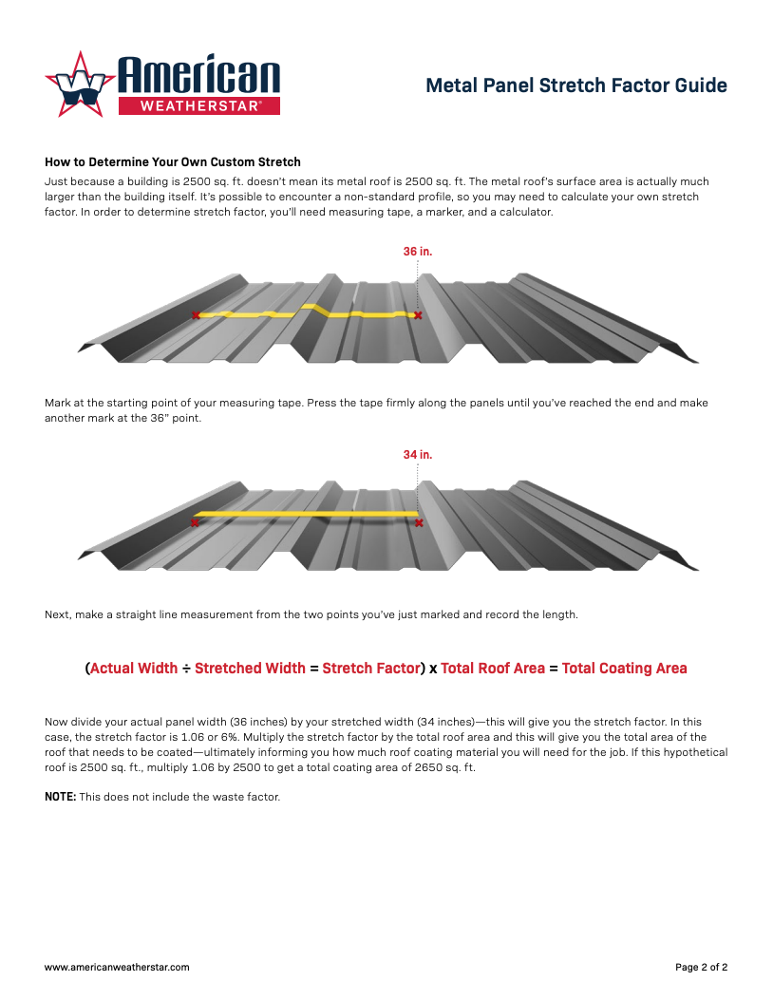 American
WEATHERSTAR®
Metal Panel Stretch Factor Guide
How to Determine Your Own Custom Stretch
Just because a building is 2500 sq. ft. doesn’t mean its metal roof is 2500 sq. ft. The metal roof’s surface area is actually much
larger than the building itself. It’s possible to encounter a non-standard profile, so you may need to calculate your own stretch
factor. In order to determine stretch factor, you’ll need measuring tape, a marker, and a calculator.
36 in.
Mark at the starting point of your measuring tape. Press the tape firmly along the panels until you’ve reached the end and make
another mark at the 36” point.
34 in.
Next, make a straight line measurement from the two points you’ve just marked and record the length.
(Actual Width ÷ Stretched Width = Stretch Factor) x Total Roof Area = Total Coating Area
Now divide your actual panel width (36 inches) by your stretched width (34 inches)—this will give you the stretch factor. In this
case, the stretch factor is 1.06 or 6%. Multiply the stretch factor by the total roof area and this will give you the total area of the
roof that needs to be coated—ultimately informing you how much roof coating material you will need for the job. If this hypothetical
roof is 2500 sq. ft., multiply 1.06 by 2500 to get a total coating area of 2650 sq. ft.
NOTE: This does not include the waste factor.
www.americanweatherstar.com
Page 2 of 2